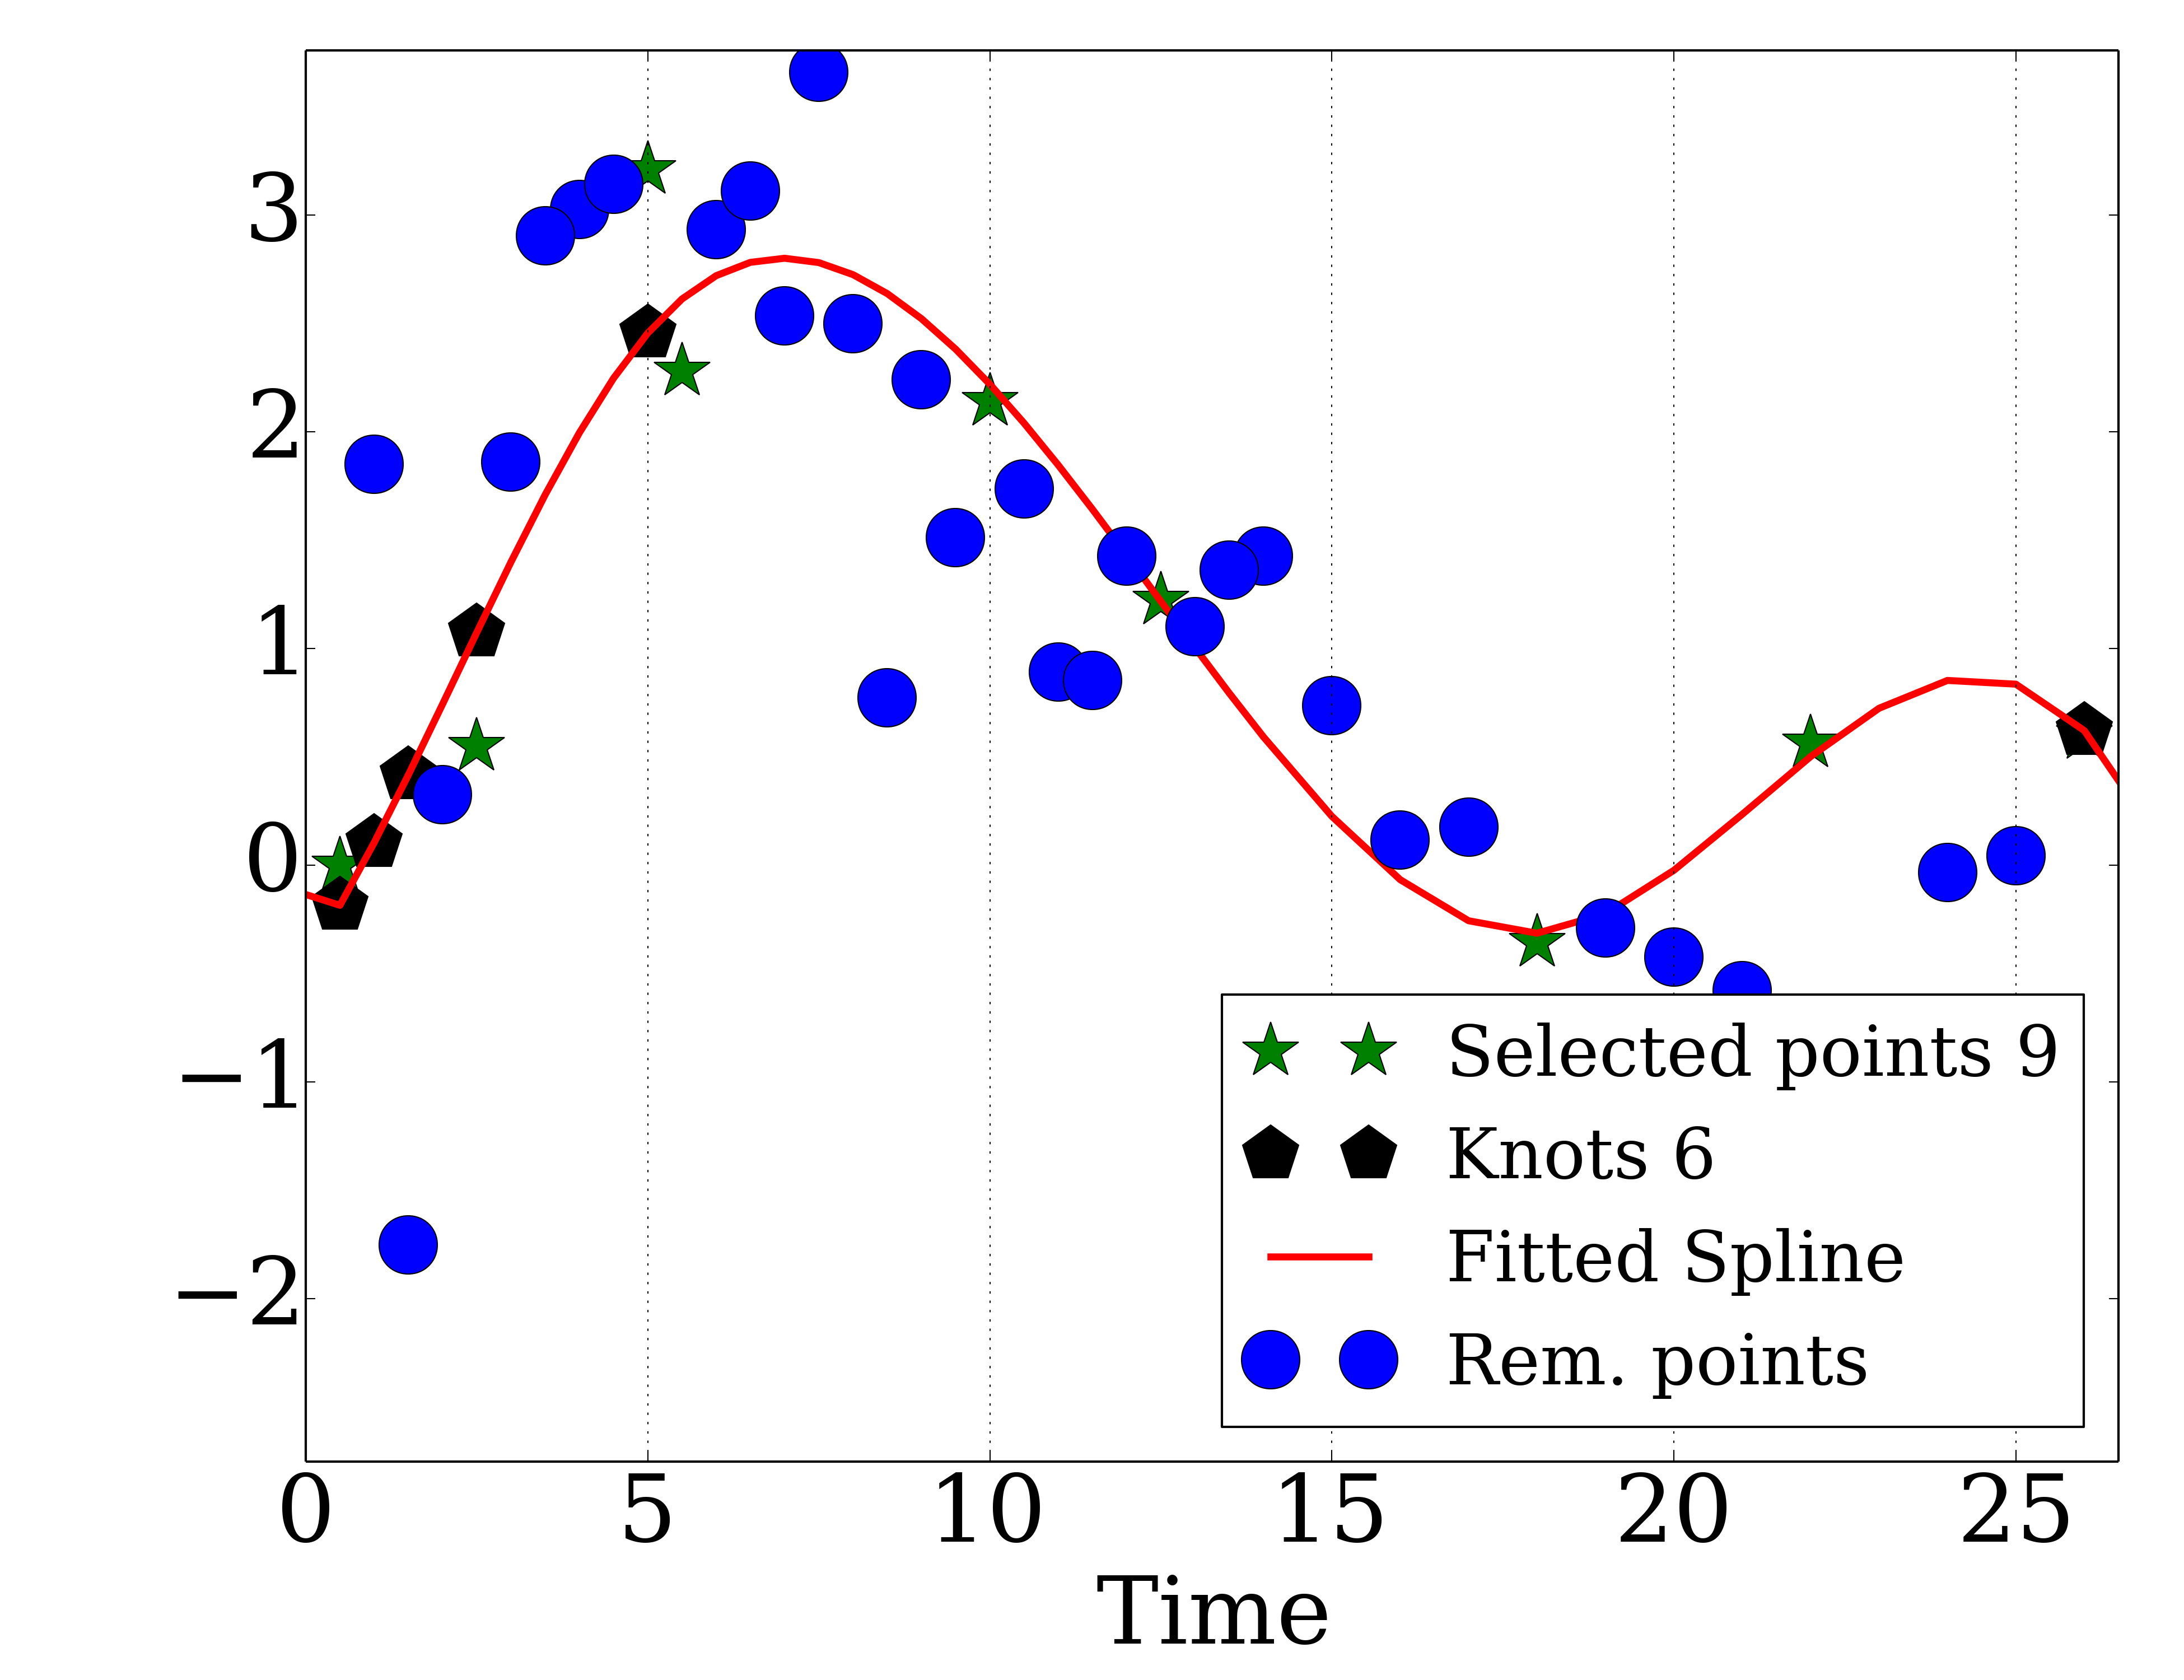 3
2
1
0
−1
−2
Selected points 9
Knots 6
Fitted Spline
Rem. points
0 5 10 15 20 25
Time